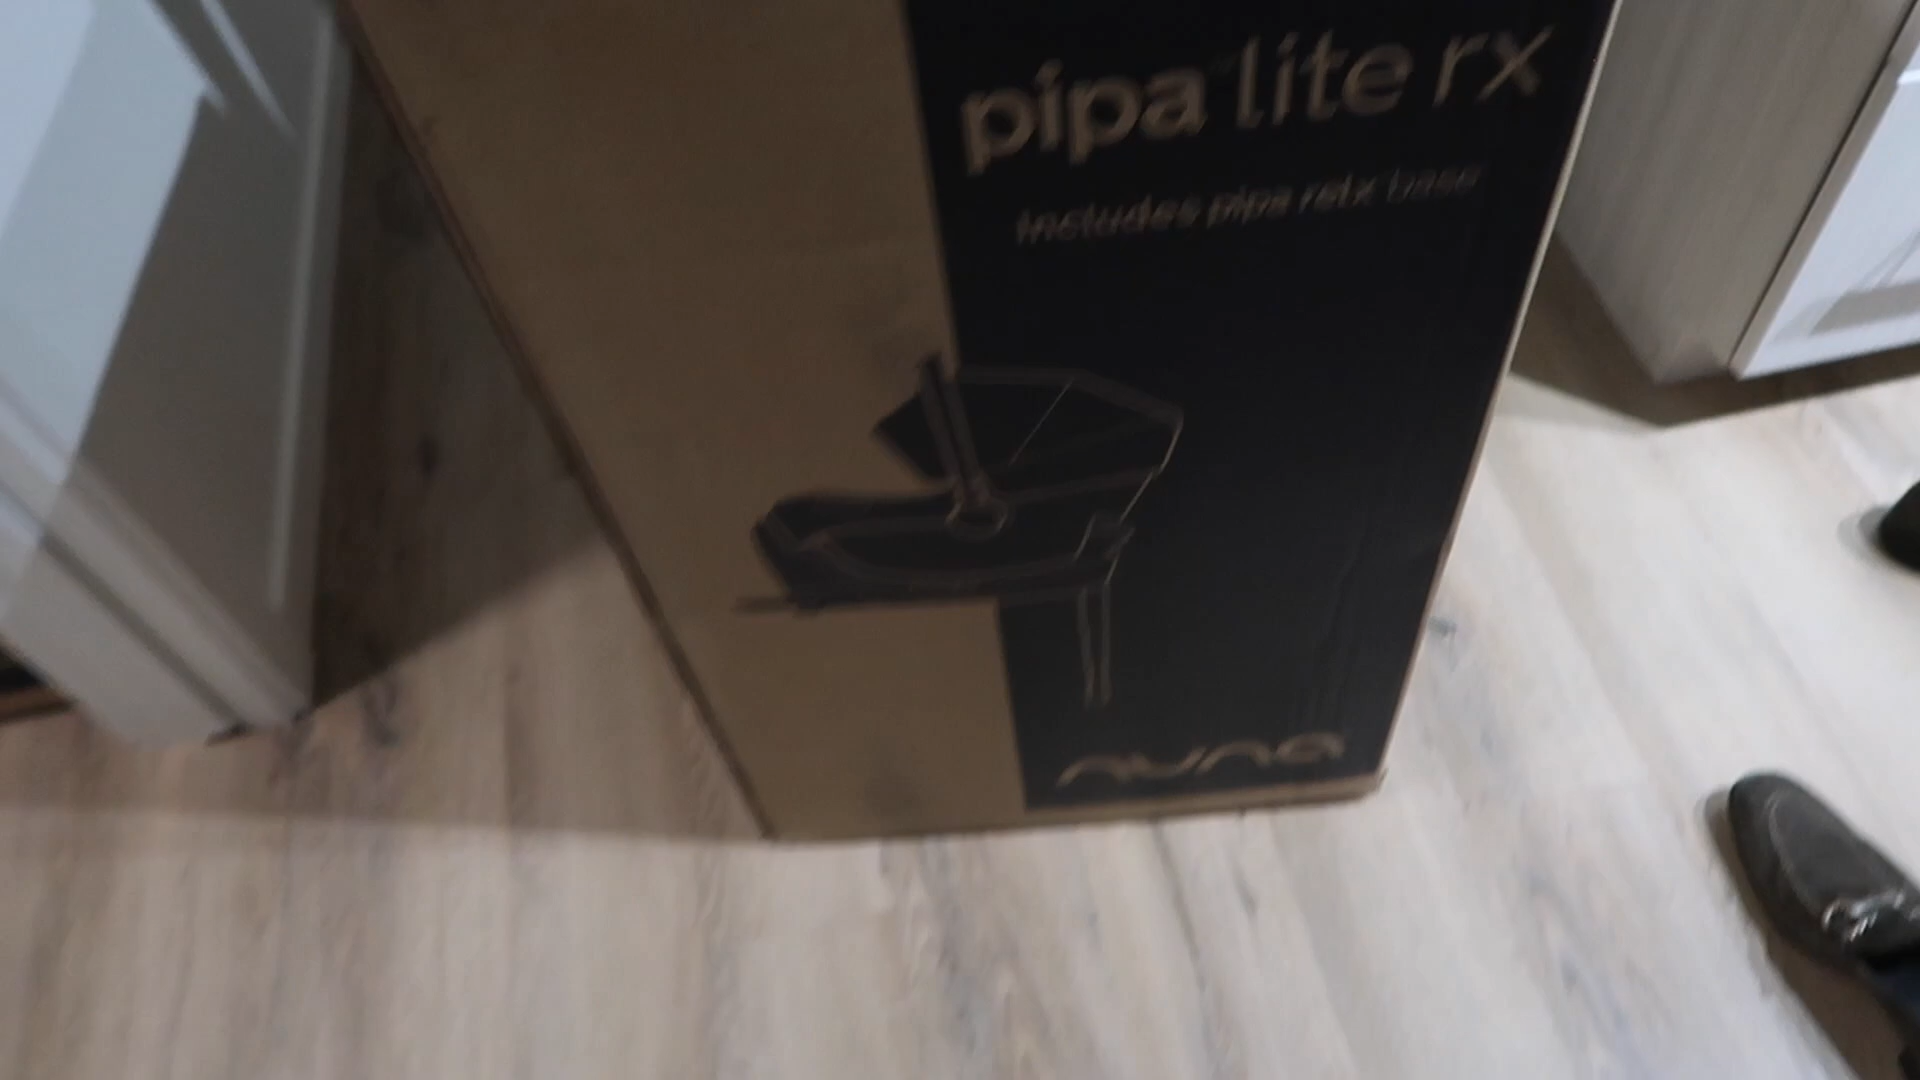 pipa lite rx
includes pipa relx base
nuna